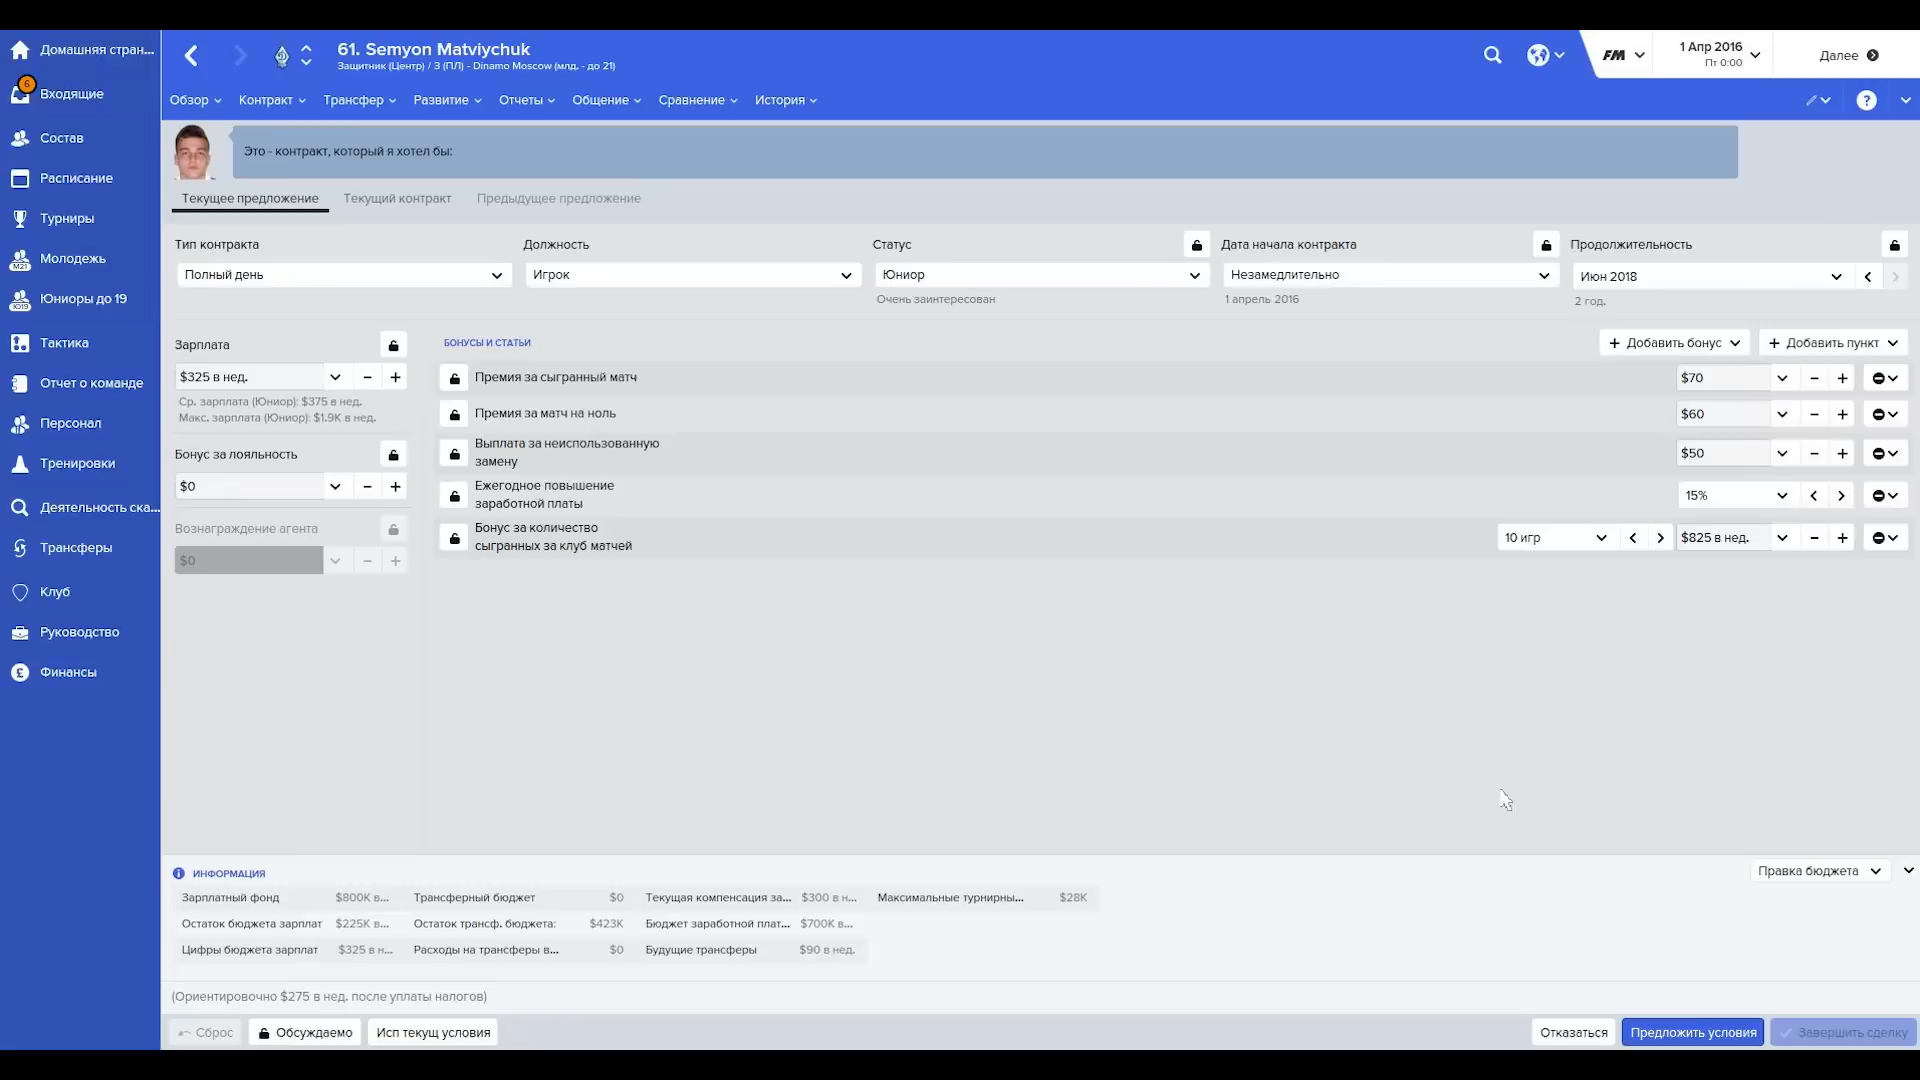 Домашняя стран...
6
Входящие
Состав
Расписание
Турниры
M21
Молодежь
Ю19
Юниоры до 19
Тактика
Отчет о команде
Персонал
Тренировки
Деятельность ска...
Трансферы
Клуб
Руководство
£
Финансы
61. Semyon Matviychuk
Защитник (Центр) / З (ПЛ) - Dinamo Moscow (млд. - до 21)
FM
1 Апр 2016
Пт 0:00
Далее
Обзор
Контракт
Трансфер
Развитие
Отчеты
Общение
Сравнение
История
?
Это - контракт, который я хотел бы:
Текущее предложение
Текущий контракт
Предыдущее предложение
Тип контракта
Должность
Статус
Дата начала контракта
Продолжительность
Полный день
Игрок
Юниор
Незамедлительно
Июн 2018
Очень заинтересован
1 апрель 2016
2 год.
Зарплата
$325 в нед.
Ср. зарплата (Юниор): $375 в нед.
Макс. зарплата (Юниор): $1.9K в нед.
Бонус за лояльность
$0
Вознаграждение агента
$0
БОНУСЫ И СТАТЬИ
Добавить бонус
Добавить пункт
Премия за сыгранный матч
$70
Премия за матч на ноль
$60
Выплата за неиспользованную
замену
$50
Ежегодное повышение
заработной платы
15%
Бонус за количество
сыгранных за клуб матчей
10 игр
$825 в нед.
ИНФОРМАЦИЯ
Правка бюджета
Зарплатный фонд $800K в...
Трансферный бюджет $0
Текущая компенсация за... $300 в н...
Максимальные турнирны... $28K
Остаток бюджета зарплат $225K в...
Остаток трансф. бюджета: $423K
Бюджет заработной плат... $700K в...
Цифры бюджета зарплат $325 в н...
Расходы на трансферы в... $0
Будущие трансферы $90 в нед.
(Ориентировочно $275 в нед. после уплаты налогов)
Сброс
Обсуждаемо
Исп текущ условия
Отказаться
Предложить условия
Завершить сделку